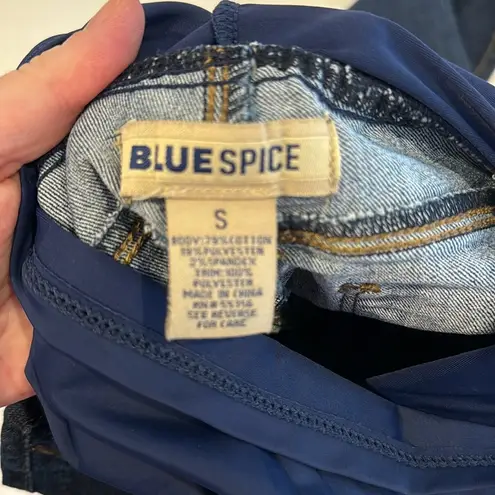 BLUE SPICE
S
BODY: 79% COTTON
19% POLYESTER
2% SPANDEX
TRIM: 100%
POLYESTER
MADE IN CHINA
RN# 55316
SEE REVERSE
FOR CARE